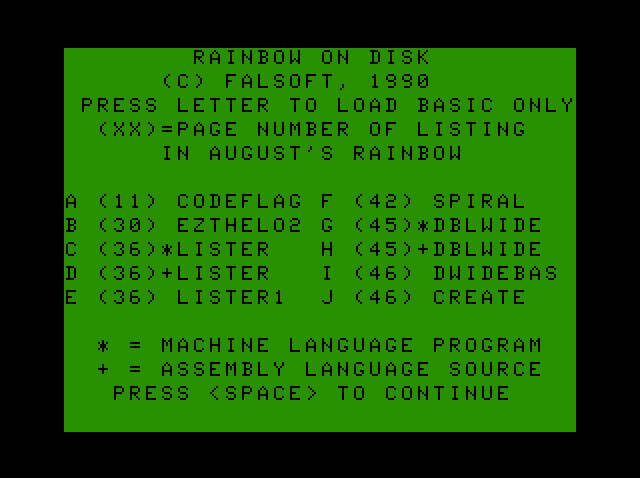 RAINBOW ON DISK
(C) FALSOFT, 1990
PRESS LETTER TO LOAD BASIC ONLY
(XX)=PAGE NUMBER OF LISTING
IN AUGUST'S RAINBOW
A (11) CODEFLAG F (42) SPIRAL
B (30) EZTHELO2 G (45)*DBLWIDE
C (36)*LISTER H (45)+DBLWIDE
D (36)+LISTER I (46) DWIDEBAS
E (36) LISTER1 J (46) CREATE
* = MACHINE LANGUAGE PROGRAM
+ = ASSEMBLY LANGUAGE SOURCE
PRESS <SPACE> TO CONTINUE